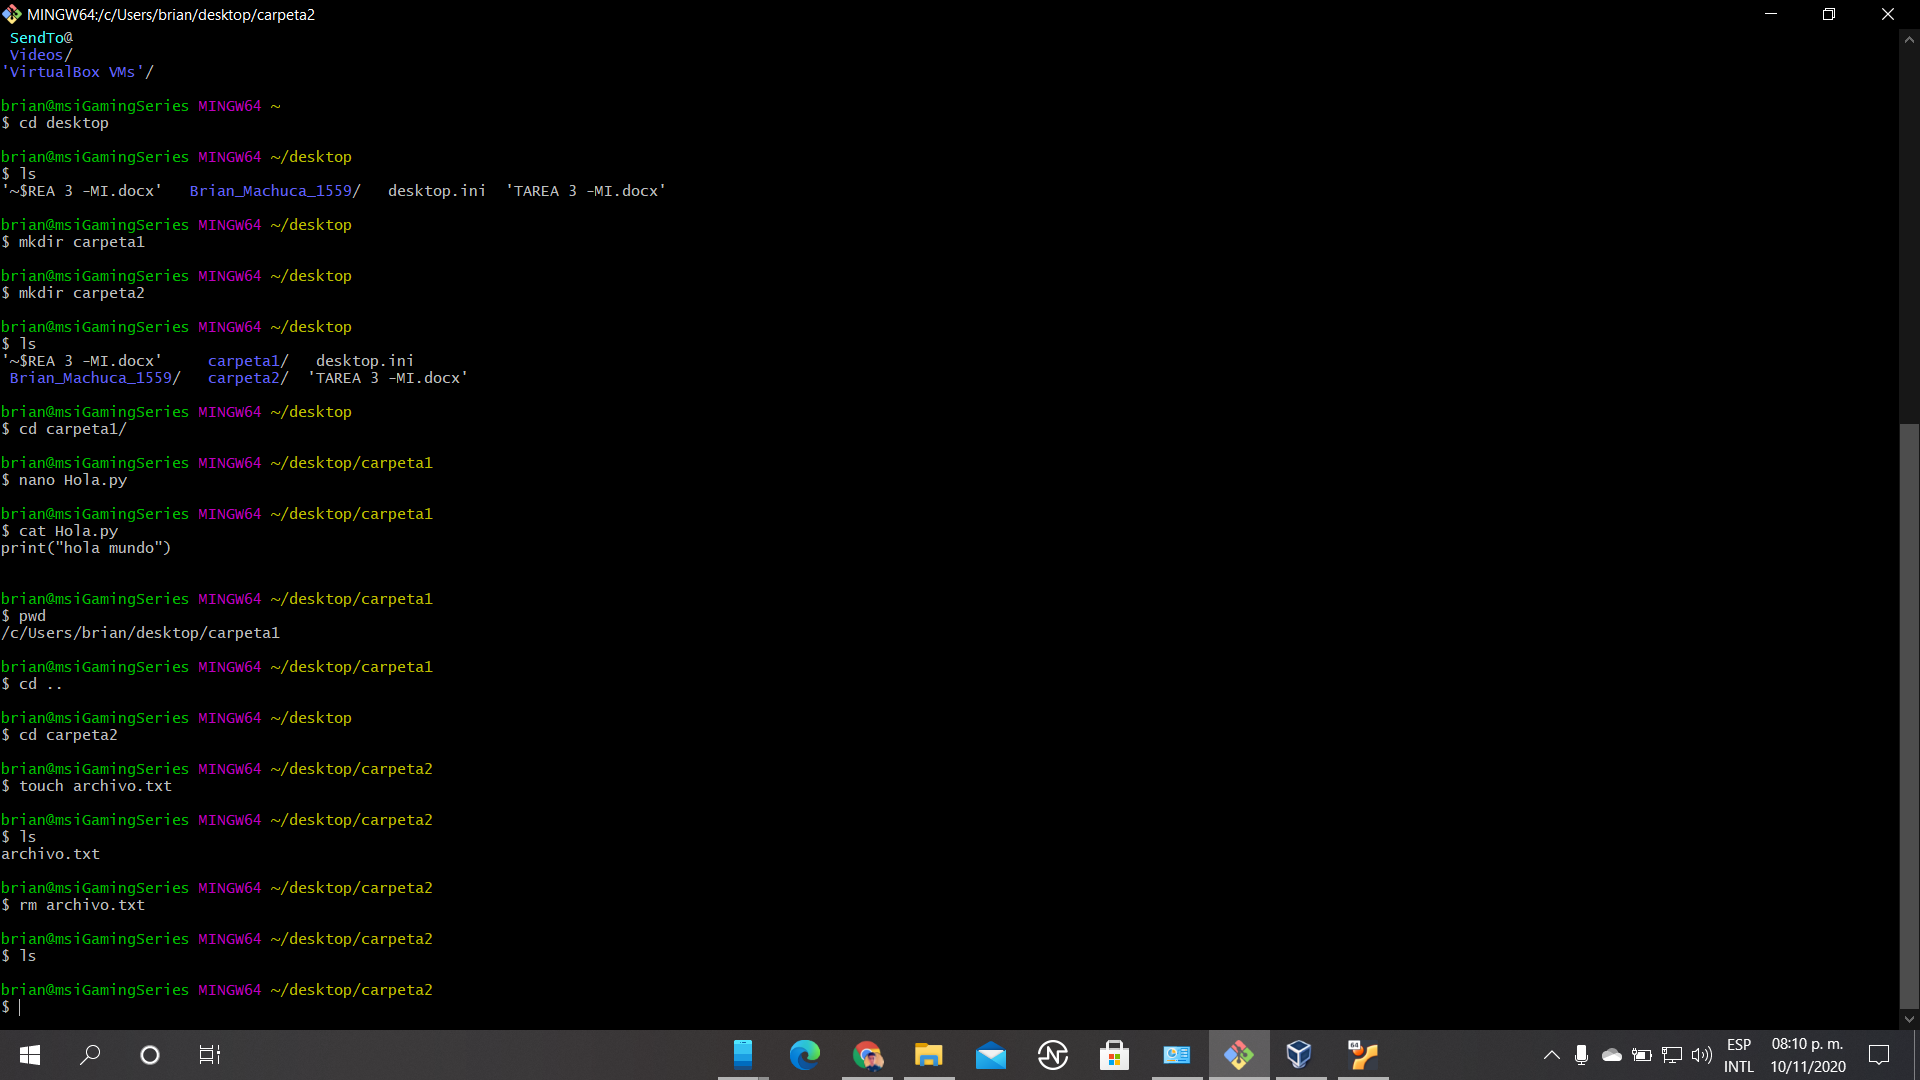 MINGW64:/c/Users/brian/desktop/carpeta2
SendTo@
Videos/
'VirtualBox VMs'/
brian@msiGamingSeries MINGW64 ~
$ cd desktop
brian@msiGamingSeries MINGW64 ~/desktop
$ ls
'~$REA 3 -MI.docx'   Brian_Machuca_1559/   desktop.ini  'TAREA 3 -MI.docx'
brian@msiGamingSeries MINGW64 ~/desktop
$ mkdir carpeta1
brian@msiGamingSeries MINGW64 ~/desktop
$ mkdir carpeta2
brian@msiGamingSeries MINGW64 ~/desktop
$ ls
'~$REA 3 -MI.docx'     carpeta1/   desktop.ini
Brian_Machuca_1559/   carpeta2/  'TAREA 3 -MI.docx'
brian@msiGamingSeries MINGW64 ~/desktop
$ cd carpeta1/
brian@msiGamingSeries MINGW64 ~/desktop/carpeta1
$ nano Hola.py
brian@msiGamingSeries MINGW64 ~/desktop/carpeta1
$ cat Hola.py
print("hola mundo")
brian@msiGamingSeries MINGW64 ~/desktop/carpeta1
$ pwd
/c/Users/brian/desktop/carpeta1
brian@msiGamingSeries MINGW64 ~/desktop/carpeta1
$ cd ..
brian@msiGamingSeries MINGW64 ~/desktop
$ cd carpeta2
brian@msiGamingSeries MINGW64 ~/desktop/carpeta2
$ touch archivo.txt
brian@msiGamingSeries MINGW64 ~/desktop/carpeta2
$ ls
archivo.txt
brian@msiGamingSeries MINGW64 ~/desktop/carpeta2
$ rm archivo.txt
brian@msiGamingSeries MINGW64 ~/desktop/carpeta2
$ ls
brian@msiGamingSeries MINGW64 ~/desktop/carpeta2
$
64
ESP 08:10 p. m.
INTL 10/11/2020